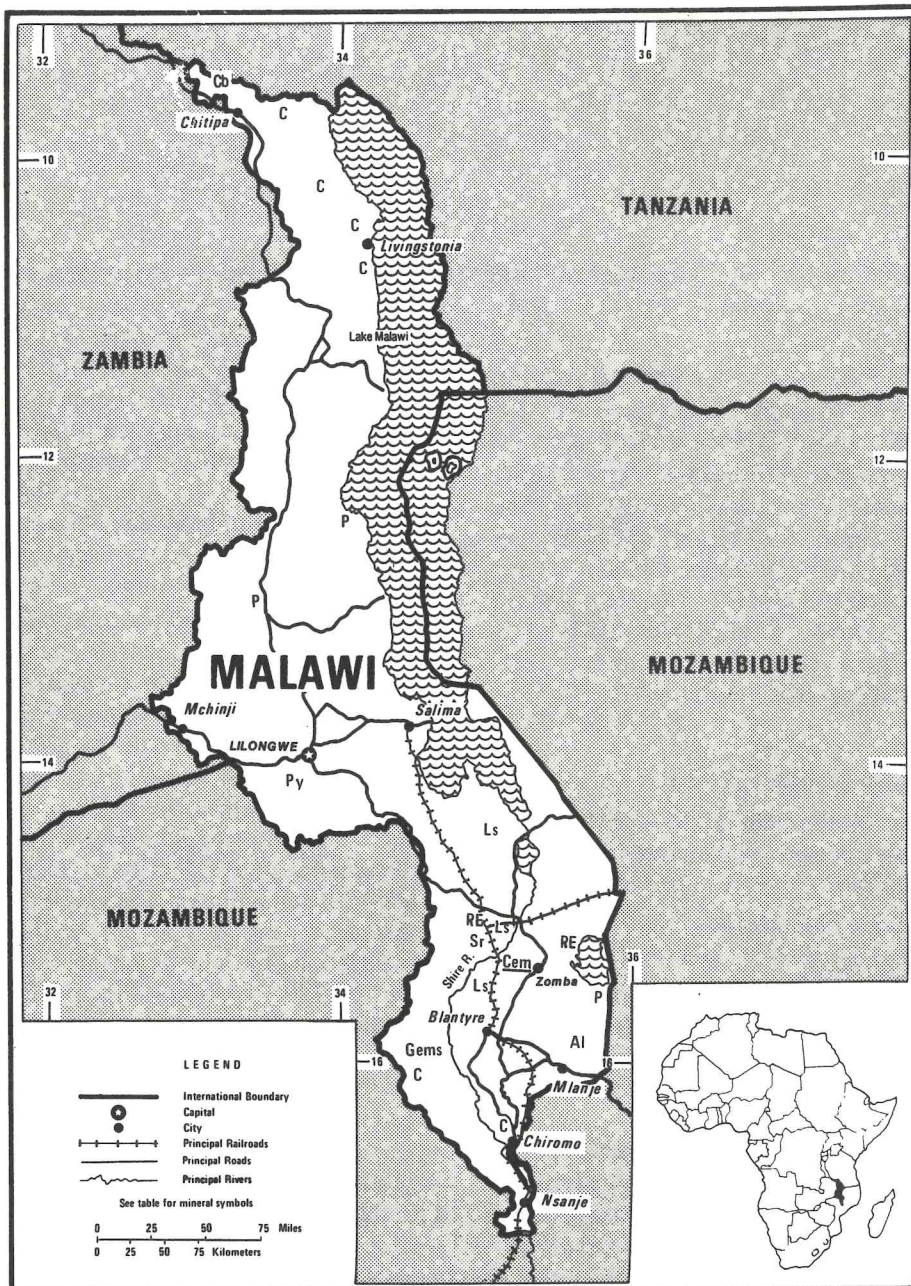 32
34
36
Cb
C
Chitipa
10
10
C
TANZANIA
C
Livingstonia
C
Lake Malawi
ZAMBIA
12
12
P
P
MALAWI
MOZAMBIQUE
Mchinji
Salima
LILONGWE
14
14
Py
Ls
MOZAMBIQUE
RE
Ls
RE
Sr
Shire R.
Cem
36
Zomba
32
34
Ls
P
Blantyre
Gems
Al
C
16
16
Mlanje
C
Chiromo
Nsanje
LEGEND
International Boundary
Capital
City
Principal Railroads
Principal Roads
Principal Rivers
See table for mineral symbols
0 25 50 75 Miles
0 25 50 75 Kilometers